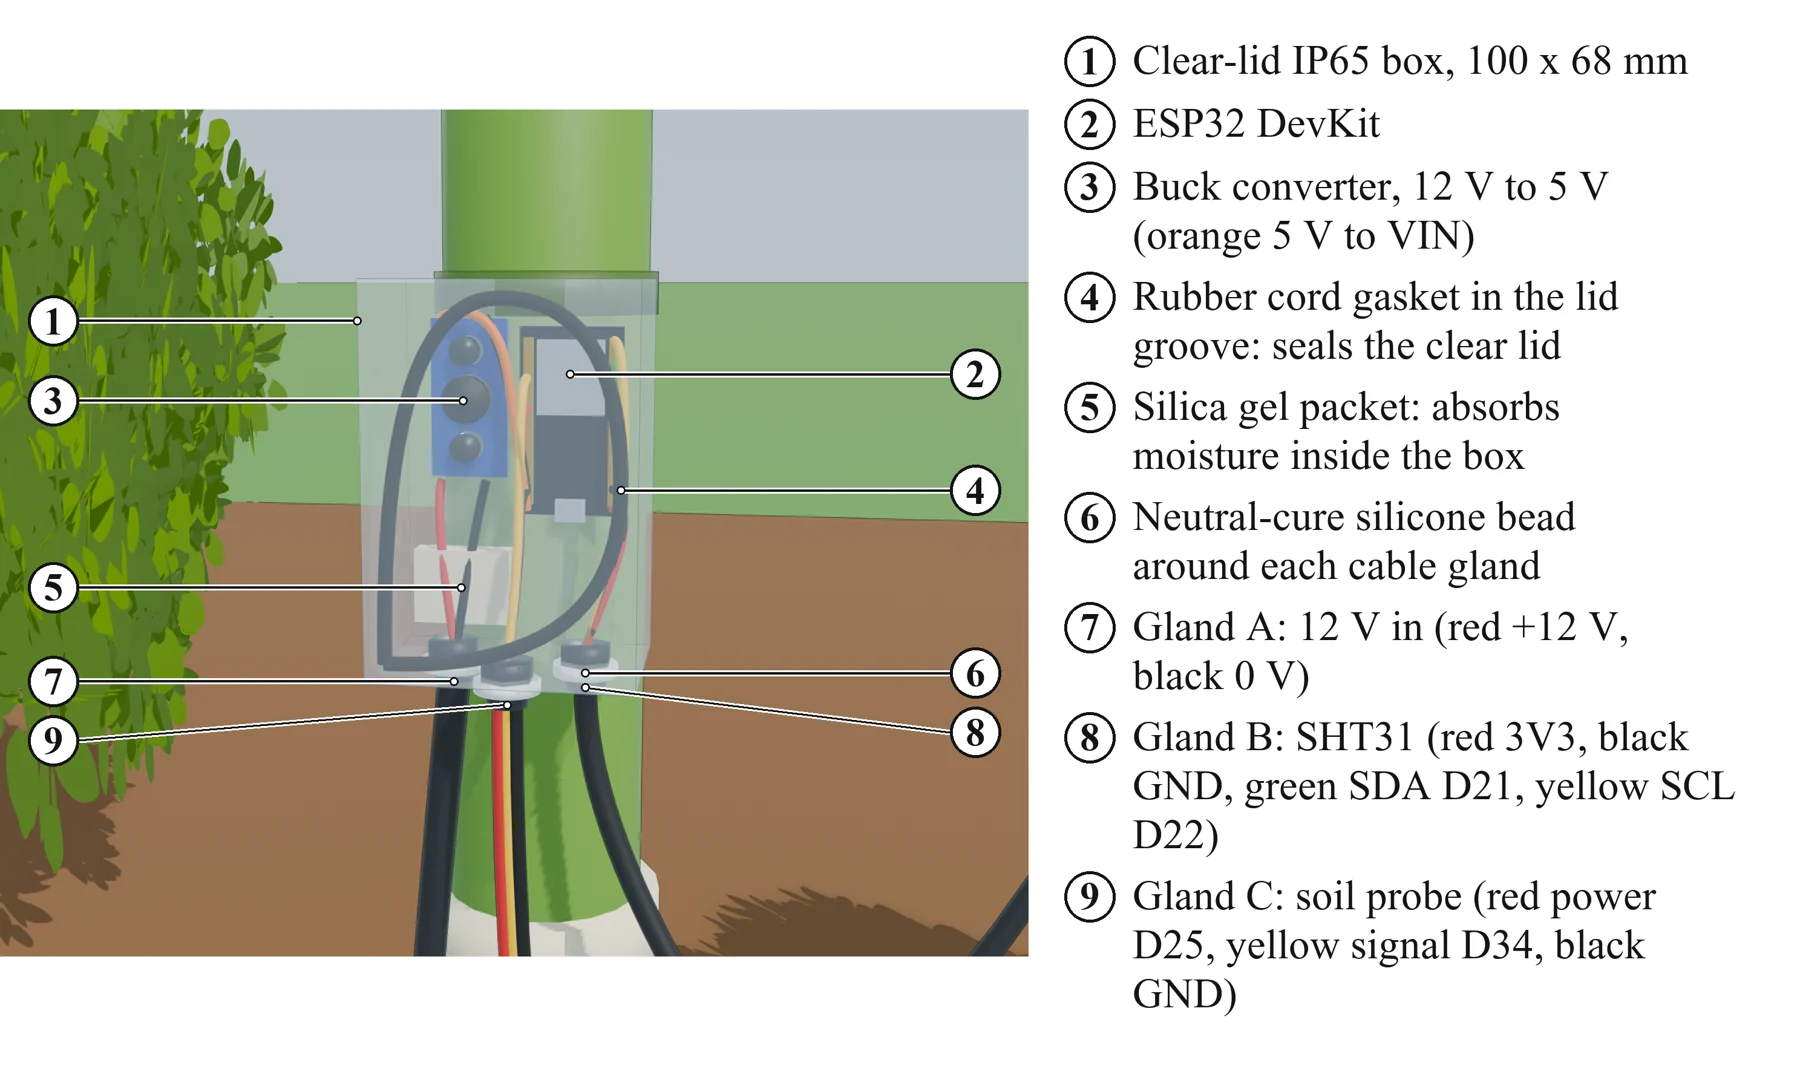 1 Clear-lid IP65 box, 100 x 68 mm
2 ESP32 DevKit
3 Buck converter, 12 V to 5 V
(orange 5 V to VIN)
4 Rubber cord gasket in the lid
groove: seals the clear lid
5 Silica gel packet: absorbs
moisture inside the box
6 Neutral-cure silicone bead
around each cable gland
7 Gland A: 12 V in (red +12 V,
black 0 V)
8 Gland B: SHT31 (red 3V3, black
GND, green SDA D21, yellow SCL
D22)
9 Gland C: soil probe (red power
D25, yellow signal D34, black
GND)
1
2
3
4
5
6
7
8
9